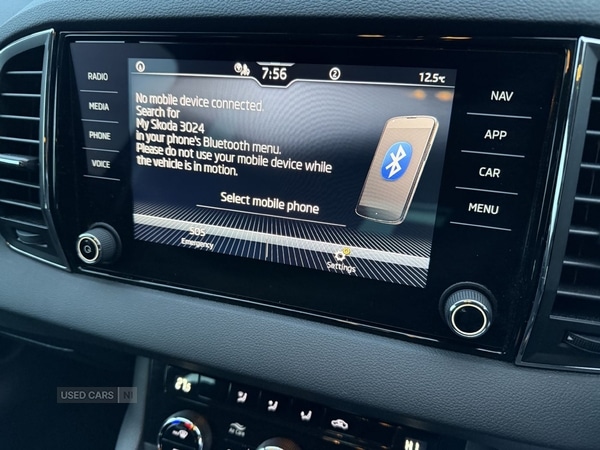 RADIO
MEDIA
PHONE
VOICE
7:56
2
12.5°C
No mobile device connected.
Search for
My Skoda 3024
in your phone's Bluetooth menu.
Please do not use your mobile device while
the vehicle is in motion.
Select mobile phone
SOS
Emergency
Settings
NAV
APP
CAR
MENU
USED CARS NI